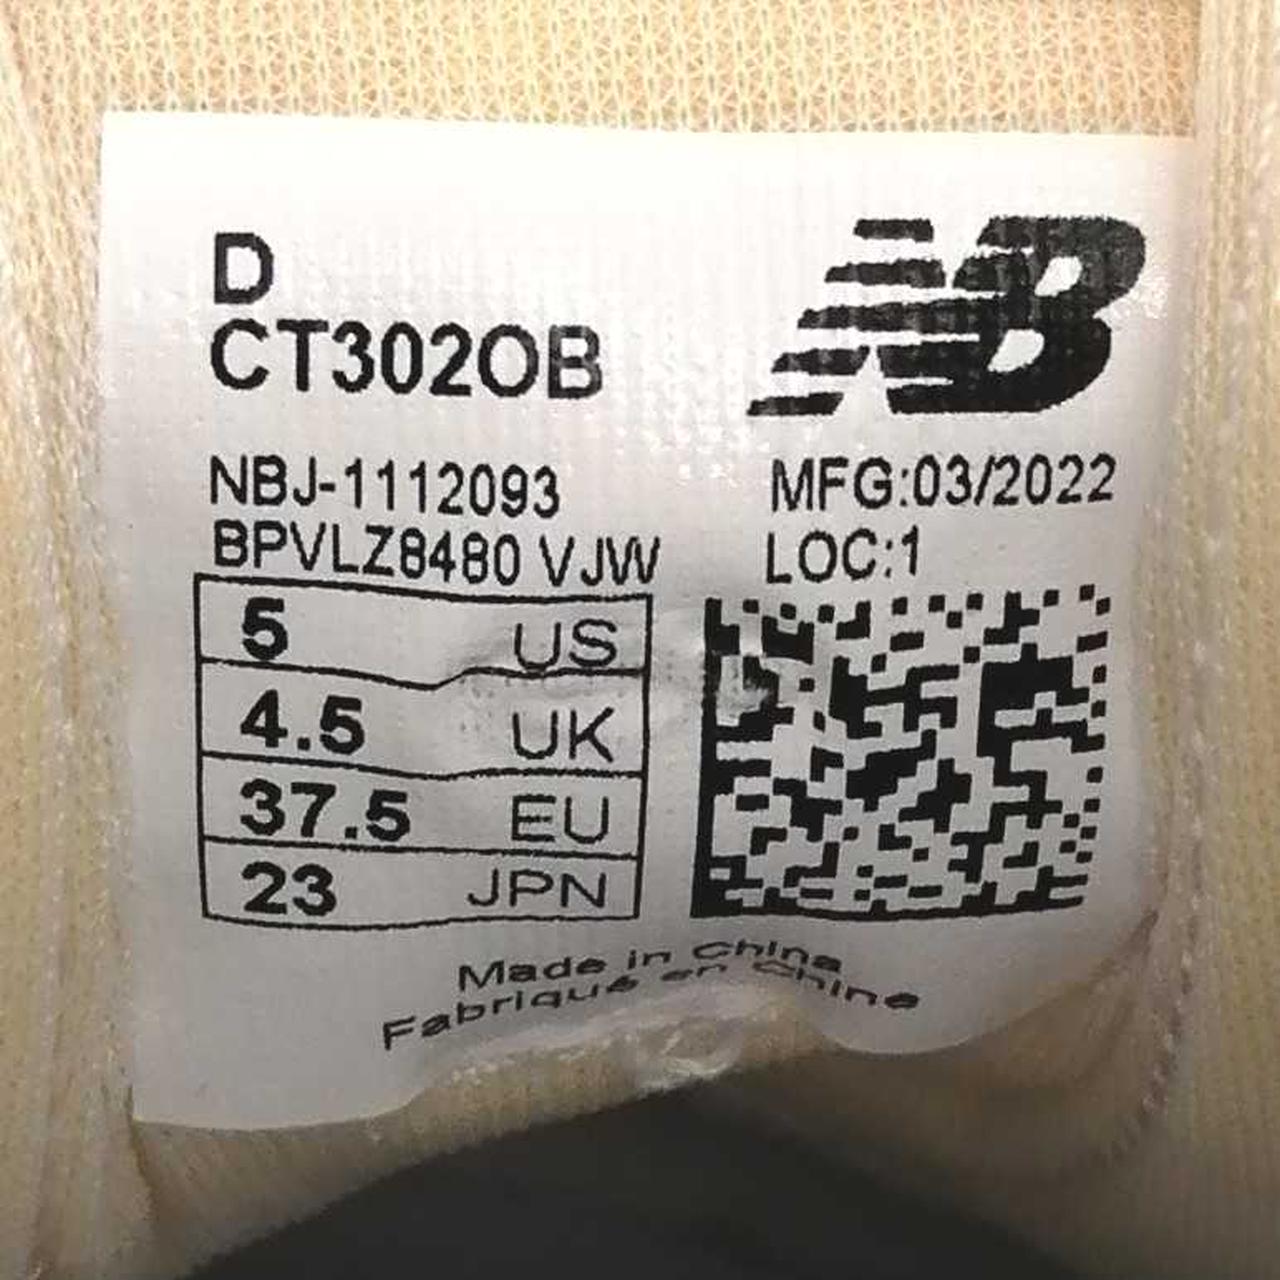 D
CT302OB
NB
NBJ-1112093
MFG:03/2022
BPVLZ8480 VJW
LOC:1
5 US
4.5 UK
37.5 EU
23 JPN
Made in China
Fabriqué en Chine